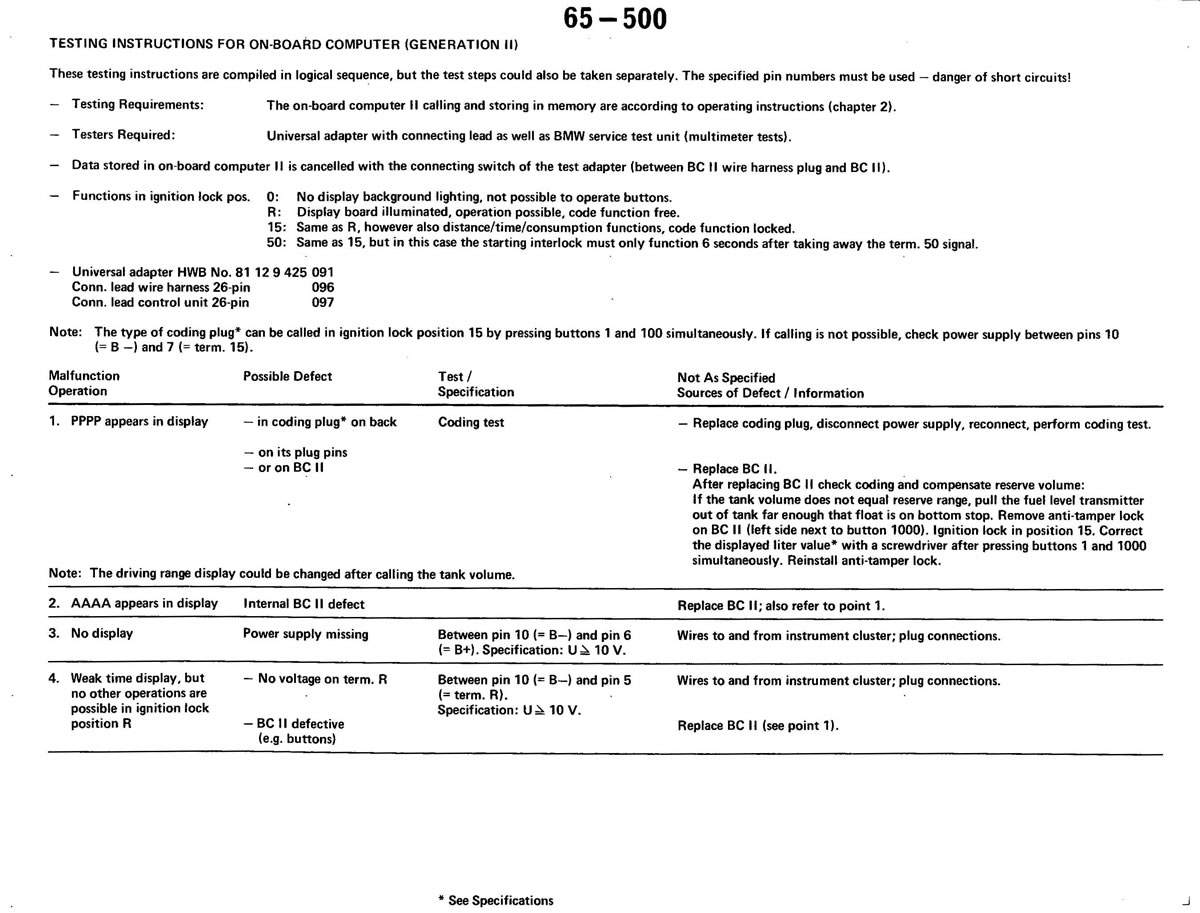 65 – 500
TESTING INSTRUCTIONS FOR ON-BOARD COMPUTER (GENERATION II)
These testing instructions are compiled in logical sequence, but the test steps could also be taken separately. The specified pin numbers must be used — danger of short circuits!
— Testing Requirements: The on-board computer II calling and storing in memory are according to operating instructions (chapter 2).
— Testers Required: Universal adapter with connecting lead as well as BMW service test unit (multimeter tests).
— Data stored in on-board computer II is cancelled with the connecting switch of the test adapter (between BC II wire harness plug and BC II).
— Functions in ignition lock pos. 0: No display background lighting, not possible to operate buttons.
R: Display board illuminated, operation possible, code function free.
15: Same as R, however also distance/time/consumption functions, code function locked.
50: Same as 15, but in this case the starting interlock must only function 6 seconds after taking away the term. 50 signal.
— Universal adapter HWB No. 81 12 9 425 091
Conn. lead wire harness 26-pin 096
Conn. lead control unit 26-pin 097
Note: The type of coding plug* can be called in ignition lock position 15 by pressing buttons 1 and 100 simultaneously. If calling is not possible, check power supply between pins 10
(= B —) and 7 (= term. 15).
Malfunction Possible Defect Test / Not As Specified
Operation Specification Sources of Defect / Information
1. PPPP appears in display — in coding plug* on back Coding test — Replace coding plug, disconnect power supply, reconnect, perform coding test.
— on its plug pins
— or on BC II — Replace BC II.
After replacing BC II check coding and compensate reserve volume:
If the tank volume does not equal reserve range, pull the fuel level transmitter
out of tank far enough that float is on bottom stop. Remove anti-tamper lock
on BC II (left side next to button 1000). Ignition lock in position 15. Correct
the displayed liter value* with a screwdriver after pressing buttons 1 and 1000
simultaneously. Reinstall anti-tamper lock.
Note: The driving range display could be changed after calling the tank volume.
2. AAAA appears in display Internal BC II defect Replace BC II; also refer to point 1.
3. No display Power supply missing Between pin 10 (= B—) and pin 6 Wires to and from instrument cluster; plug connections.
(= B+). Specification: U ≧ 10 V.
4. Weak time display, but — No voltage on term. R Between pin 10 (= B—) and pin 5 Wires to and from instrument cluster; plug connections.
no other operations are (= term. R).
possible in ignition lock Specification: U ≧ 10 V.
position R — BC II defective Replace BC II (see point 1).
(e.g. buttons)
* See Specifications